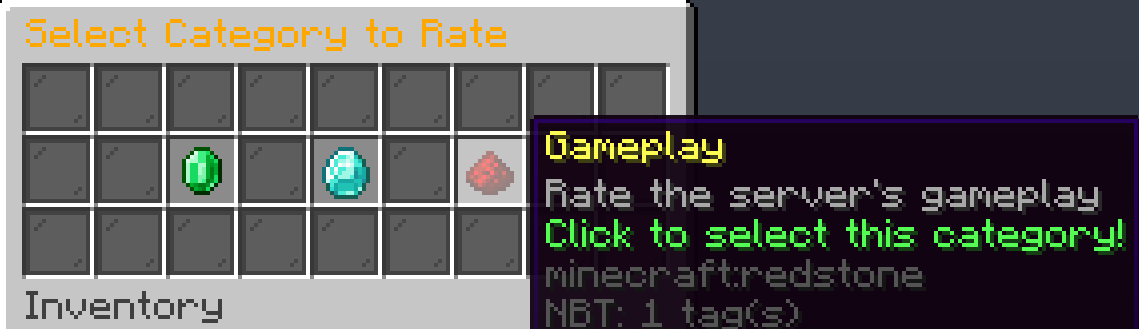 Select Category to Rate
Gameplay
Rate the server's gameplay
Click to select this category!
minecraft:redstone
NBT: 1 tag(s)
Inventory